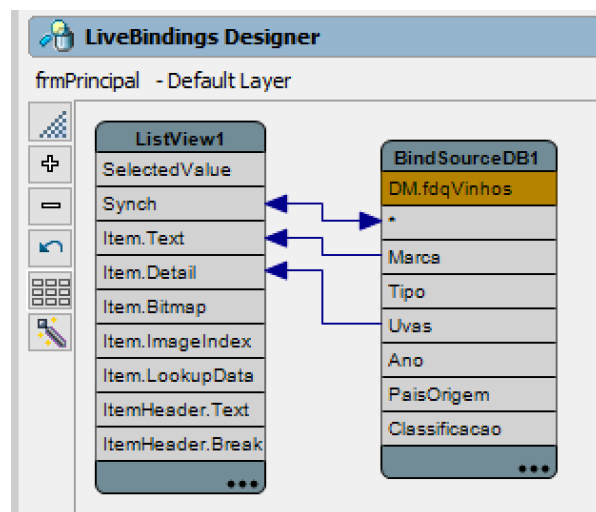 LiveBindings Designer
frmPrincipal - Default Layer
ListView1
SelectedValue
Synch
Item.Text
Item.Detail
Item.Bitmap
Item.ImageIndex
Item.LookupData
ItemHeader.Text
ItemHeader.Break
•••
BindSourceDB1
DM.fdqVinhos
*
Marca
Tipo
Uvas
Ano
PaisOrigem
Classificacao
•••